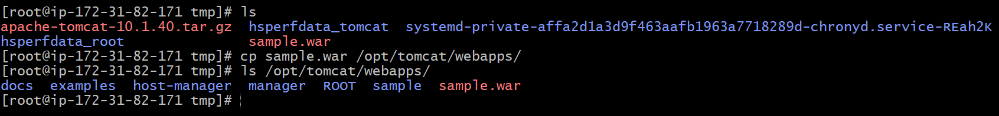 [root@ip-172-31-82-171 tmp]# ls
apache-tomcat-10.1.40.tar.gz  hsperfdata_tomcat  systemd-private-affa2d1a3d9f463aafb1963a7718289d-chronyd.service-REah2K
hsperfdata_root               sample.war
[root@ip-172-31-82-171 tmp]# cp sample.war /opt/tomcat/webapps/
[root@ip-172-31-82-171 tmp]# ls /opt/tomcat/webapps/
docs  examples  host-manager  manager  ROOT  sample  sample.war
[root@ip-172-31-82-171 tmp]#